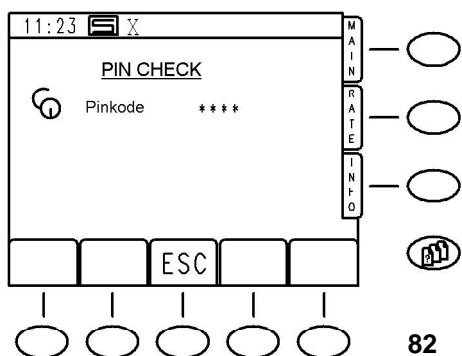 11:23 S X
PIN CHECK
Pinkode ****
MAIN
RATE
INFO
ESC
?
82